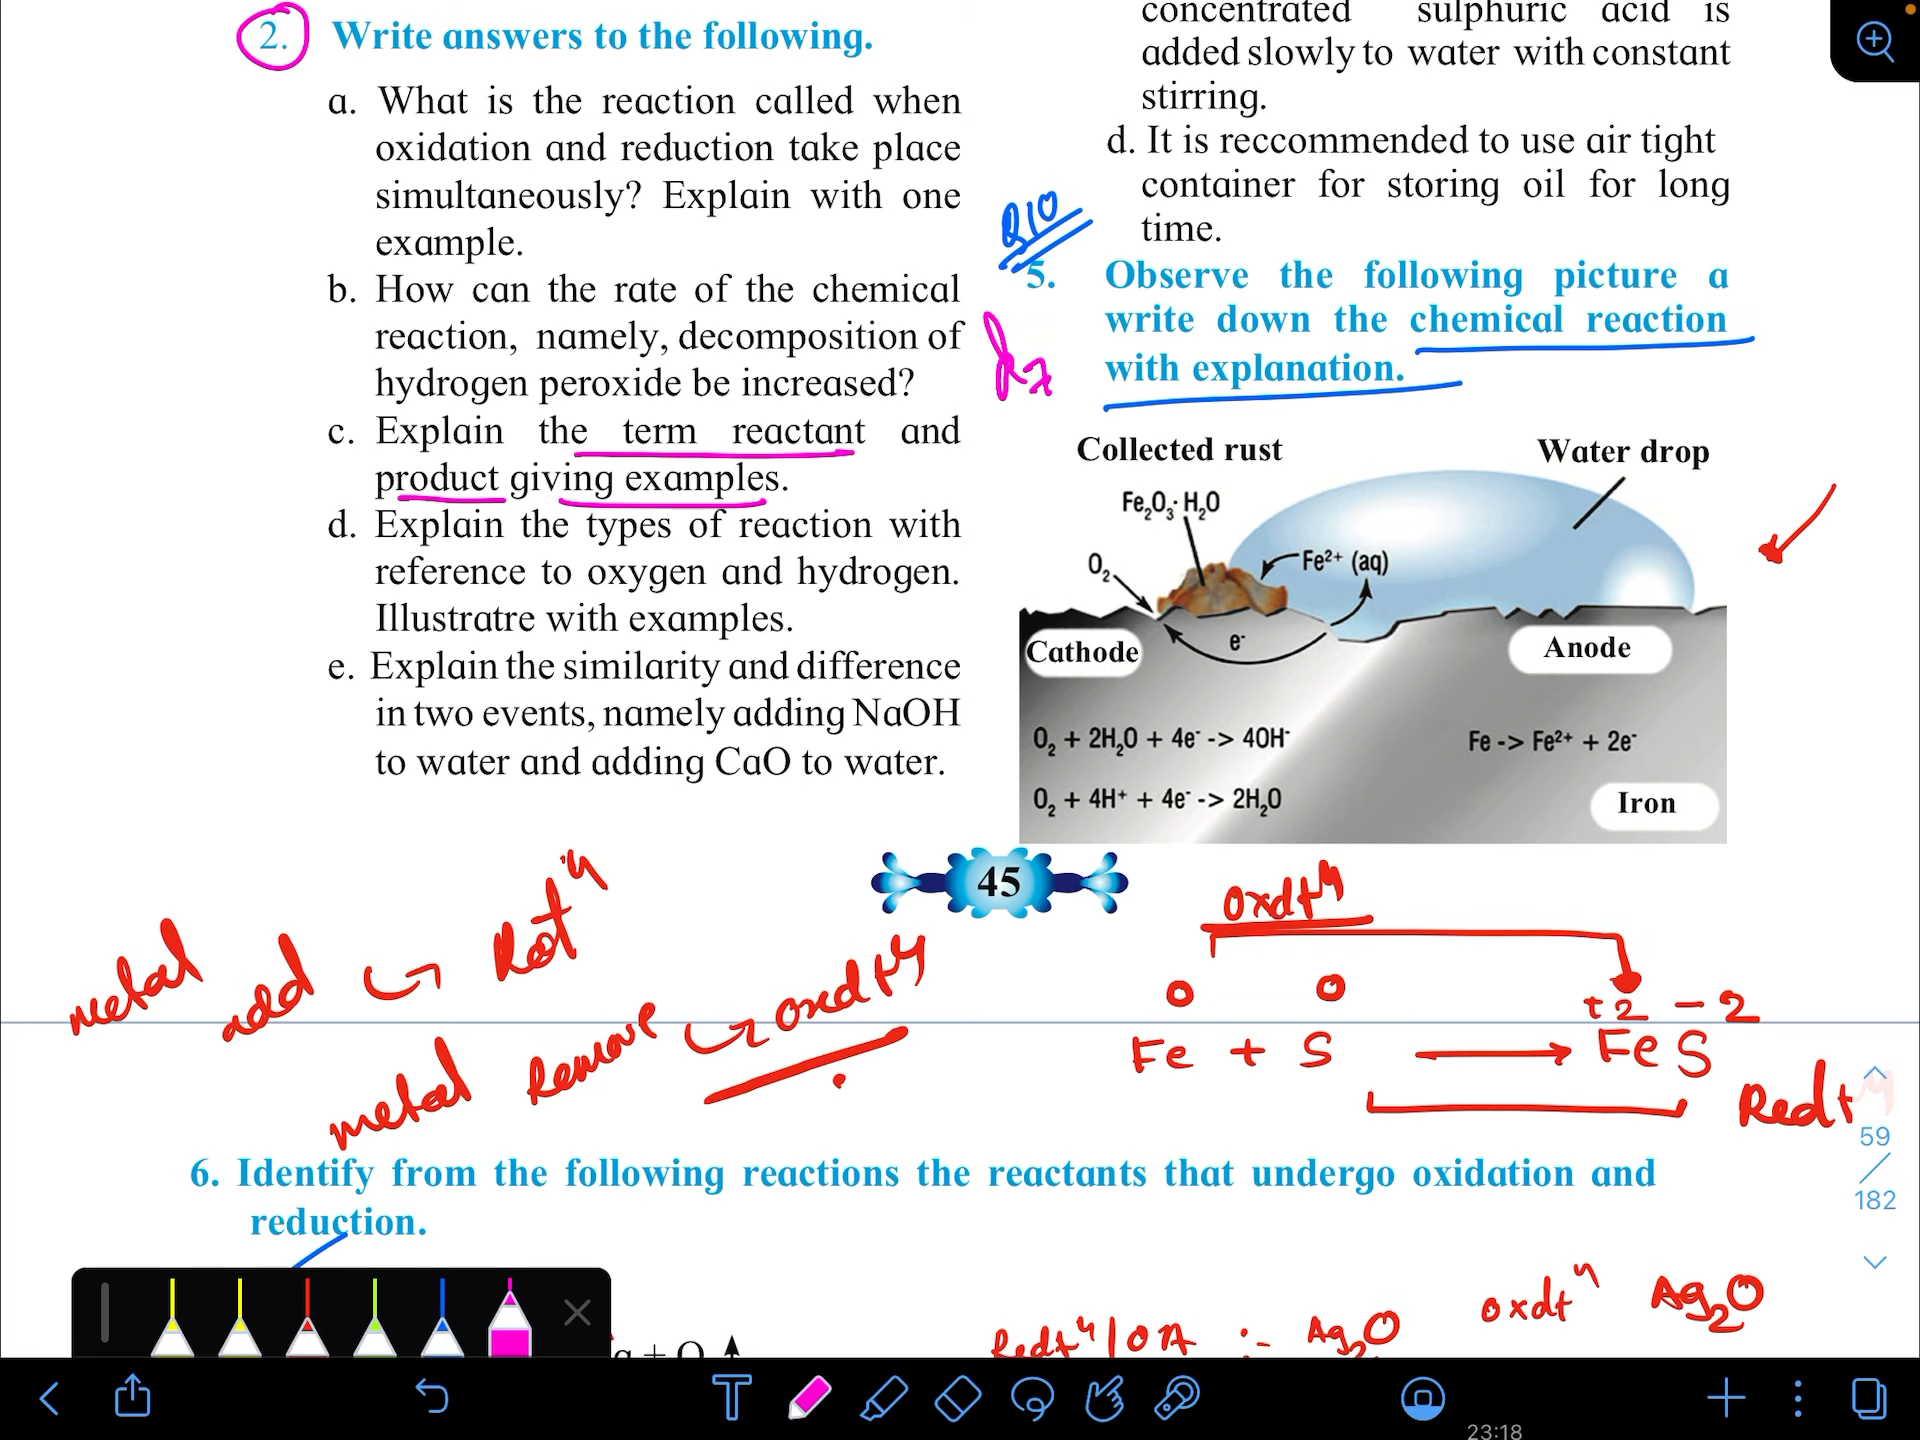 2. Write answers to the following.
a. What is the reaction called when
oxidation and reduction take place
simultaneously? Explain with one
example.
b. How can the rate of the chemical
reaction, namely, decomposition of
hydrogen peroxide be increased?
c. Explain the term reactant and
product giving examples.
d. Explain the types of reaction with
reference to oxygen and hydrogen.
Illustratre with examples.
e. Explain the similarity and difference
in two events, namely adding NaOH
to water and adding CaO to water.
concentrated sulphuric acid is
added slowly to water with constant
stirring.
d. It is reccommended to use air tight
container for storing oil for long
time.
Q10
5. Observe the following picture a
write down the chemical reaction
with explanation.
Collected rust
Water drop
Fe₂O₃·H₂O
O₂
Fe²⁺ (aq)
e⁻
Cathode
Anode
O₂ + 2H₂O + 4e⁻ -> 4OH⁻
Fe -> Fe²⁺ + 2e⁻
O₂ + 4H⁺ + 4e⁻ -> 2H₂O
Iron
45
metal add
metal Remove oxdtⁿ
oxdtⁿ
0 0 +2 -2
Fe + S → FeS
Redtⁿ
59
182
6. Identify from the following reactions the reactants that undergo oxidation and
reduction.
oxdtⁿ Ag₂O
Redtⁿ/OA :- Ag₂O
T
23:18